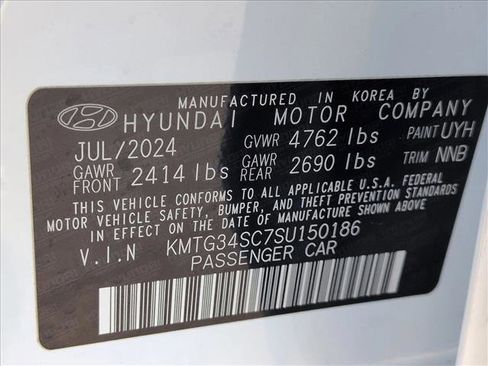 MANUFACTURED IN KOREA BY
HYUNDAI MOTOR COMPANY
JUL/2024 GVWR 4762 lbs PAINT UYH
GAWR FRONT 2414 lbs GAWR REAR 2690 lbs TRIM NNB
THIS VEHICLE CONFORMS TO ALL APPLICABLE U.S.A. FEDERAL
MOTOR VEHICLE SAFETY, BUMPER, AND THEFT PREVENTION STANDARDS
IN EFFECT ON THE DATE OF MANUFACTURE SHOWN ABOVE.
V.I.N KMTG34SC7SU150186
PASSENGER CAR